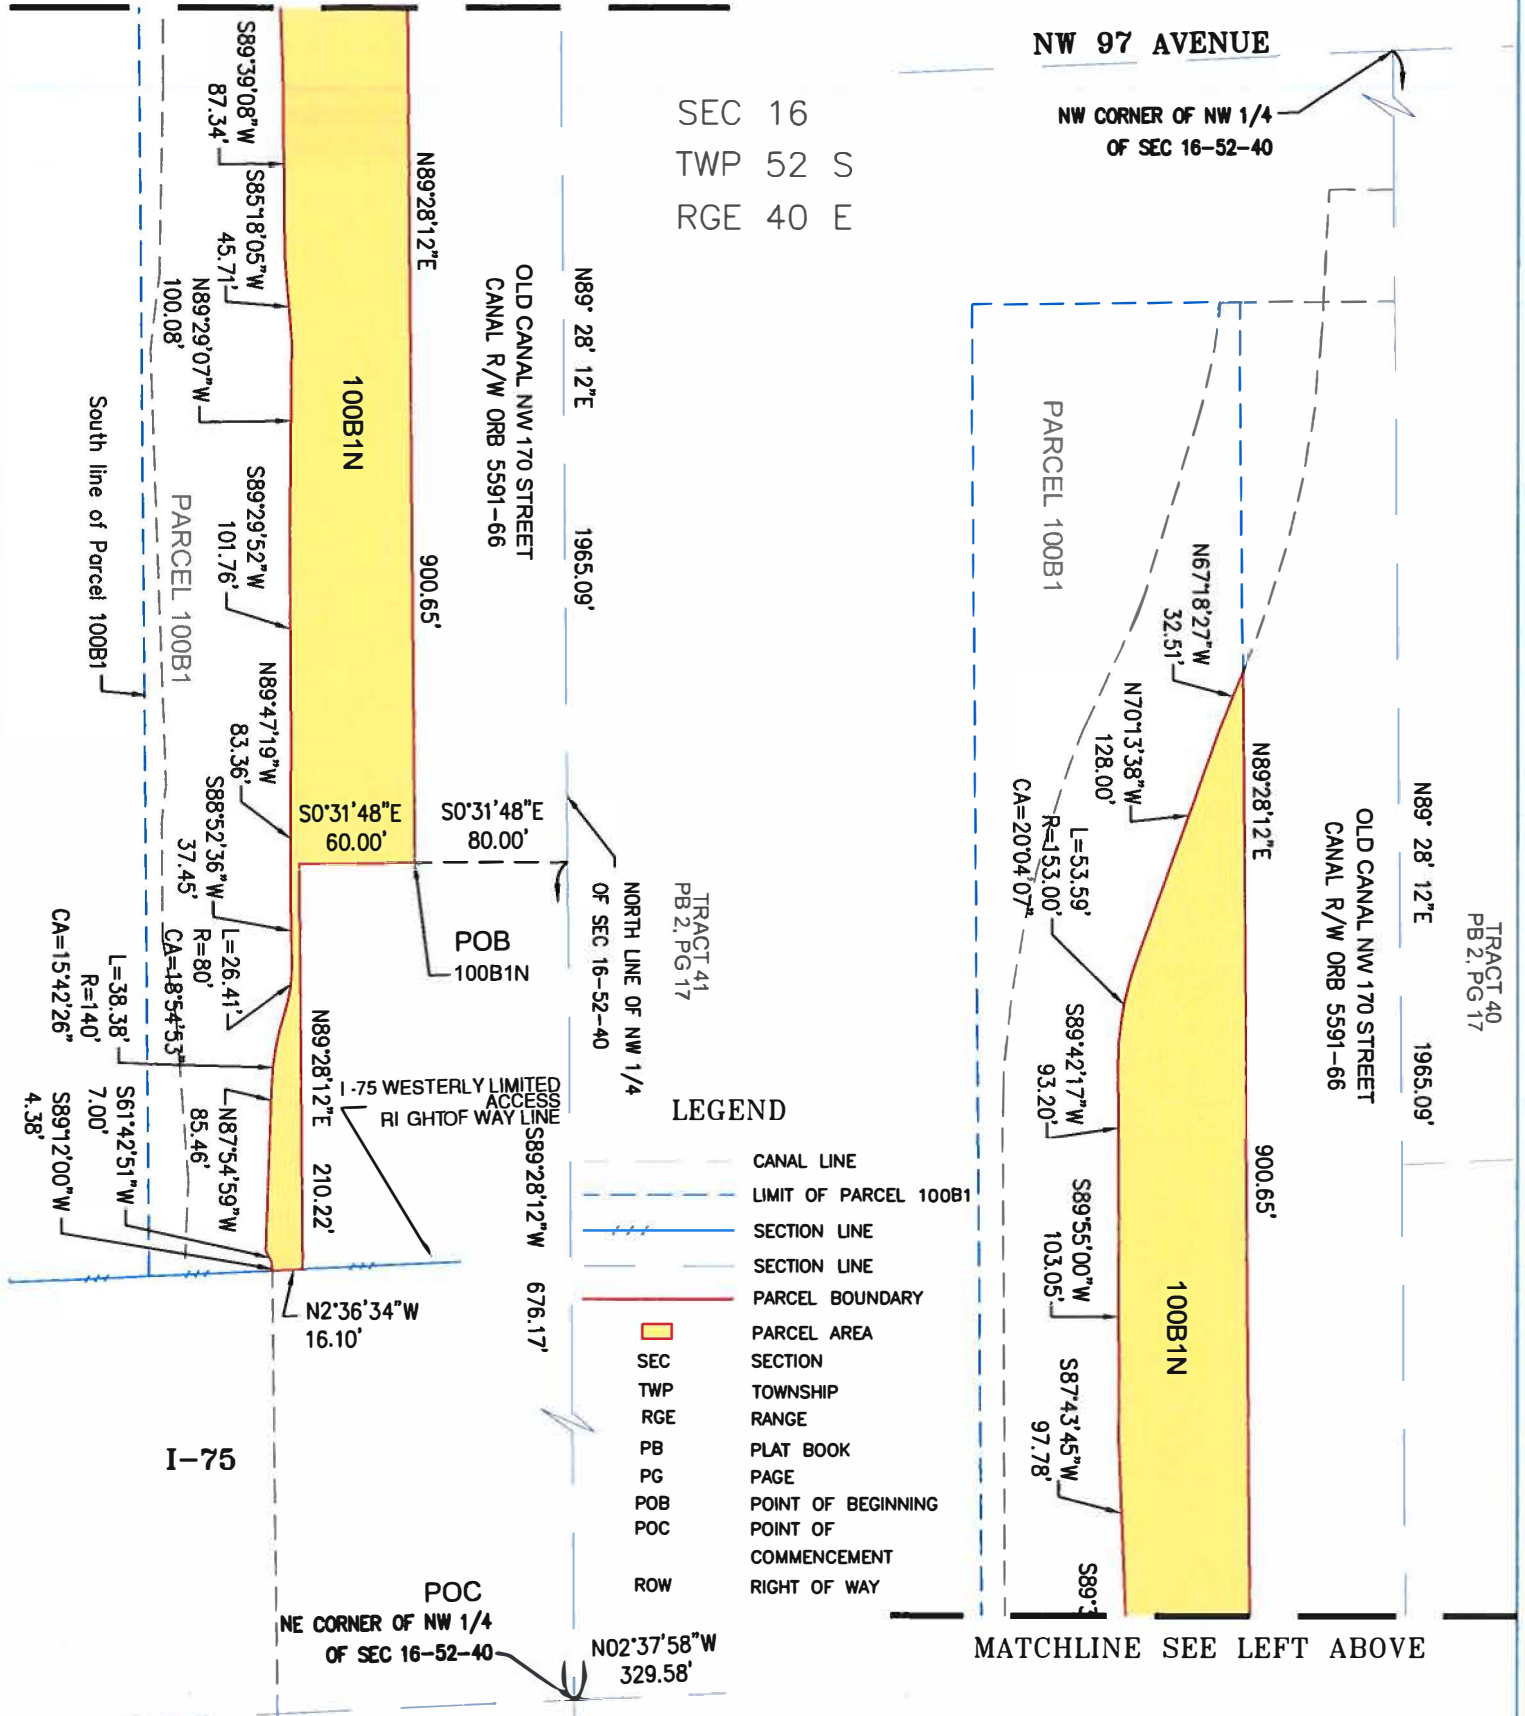 NW 97 AVENUE
NW CORNER OF NW 1/4
OF SEC 16-52-40
SEC 16
TWP 52 S
RGE 40 E
S89°39'08"W
87.34'
S85°18'05"W
45.71'
N89°29'07"W
100.08'
S89°29'52"W
101.76'
N89°47'19"W
83.36'
S88°52'36"W
37.45'
L=26.41'
R=80'
CA=18°54'53"
L=38.38'
R=140'
CA=15°42'26"
N87°54'59"W
85.46'
S61°42'51"W
7.00'
S89°12'00"W
4.38'
South line of Parcel 100B1
PARCEL 100B1
100B1N
N89°28'12"E
900.65'
OLD CANAL NW 170 STREET
CANAL R/W ORB 5591-66
N89° 28' 12"E
1965.09'
S0°31'48"E
60.00'
S0°31'48"E
80.00'
POB
100B1N
NORTH LINE OF NW 1/4
OF SEC 16-52-40
TRACT 41
PB 2, PG 17
N89°28'12"E
210.22'
I -75 WESTERLY LIMITED
ACCESS
RI GHTOF WAY LINE
S89°28'12"W
676.17'
N2°36'34"W
16.10'
I-75
POC
NE CORNER OF NW 1/4
OF SEC 16-52-40
N02°37'58"W
329.58'
LEGEND
CANAL LINE
LIMIT OF PARCEL 100B1
SECTION LINE
SECTION LINE
PARCEL BOUNDARY
PARCEL AREA
SEC SECTION
TWP TOWNSHIP
RGE RANGE
PB PLAT BOOK
PG PAGE
POB POINT OF BEGINNING
POC POINT OF
COMMENCEMENT
ROW RIGHT OF WAY
PARCEL 100B1
N67°18'27"W
32.51'
N70°13'38"W
128.00'
L=53.59'
R=153.00'
CA=20°04'07"
S89°42'17"W
93.20'
S89°55'00"W
103.05'
S87°43'45"W
97.78'
S89°3
100B1N
N89°28'12"E
900.65'
OLD CANAL NW 170 STREET
CANAL R/W ORB 5591-66
N89° 28' 12"E
1965.09'
TRACT 40
PB 2, PG 17
MATCHLINE SEE LEFT ABOVE